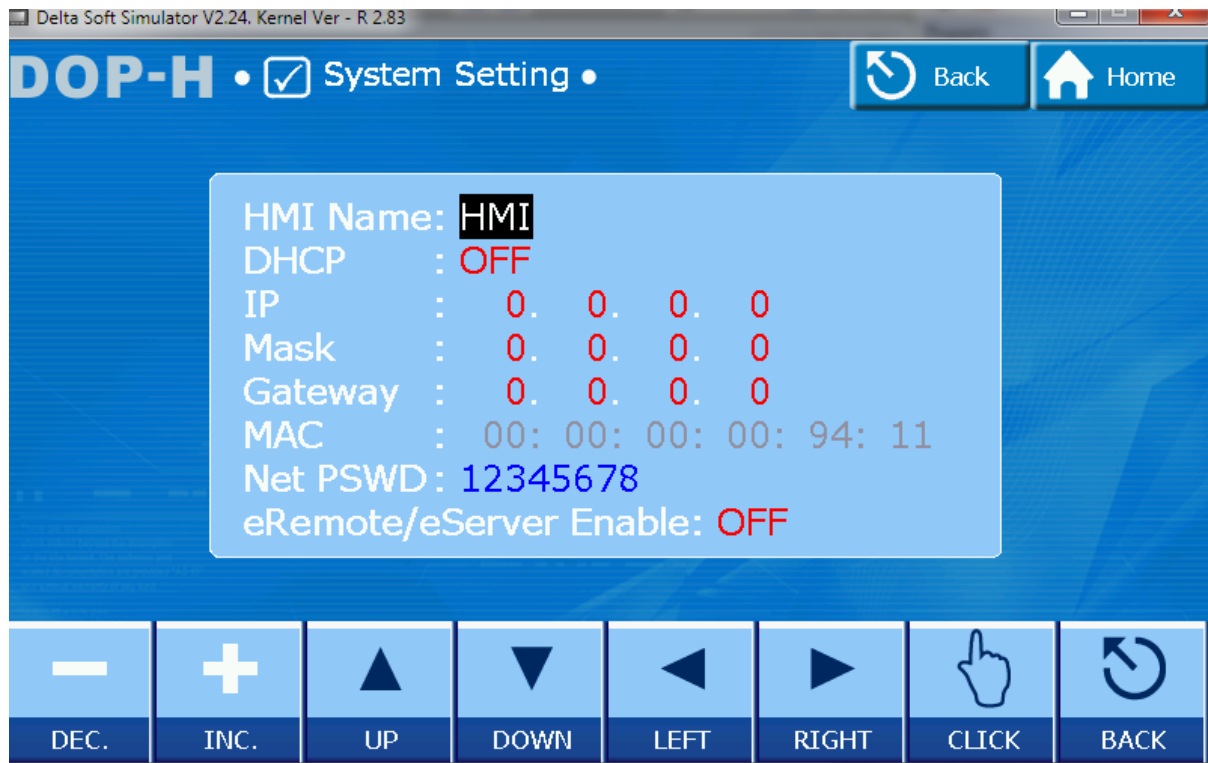 Delta Soft Simulator V2.24. Kernel Ver - R 2.83
DOP-H • System Setting •
Back
Home
HMI Name: HMI
DHCP : OFF
IP : 0. 0. 0. 0
Mask : 0. 0. 0. 0
Gateway : 0. 0. 0. 0
MAC : 00: 00: 00: 00: 94: 11
Net PSWD : 12345678
eRemote/eServer Enable: OFF
DEC. INC. UP DOWN LEFT RIGHT CLICK BACK